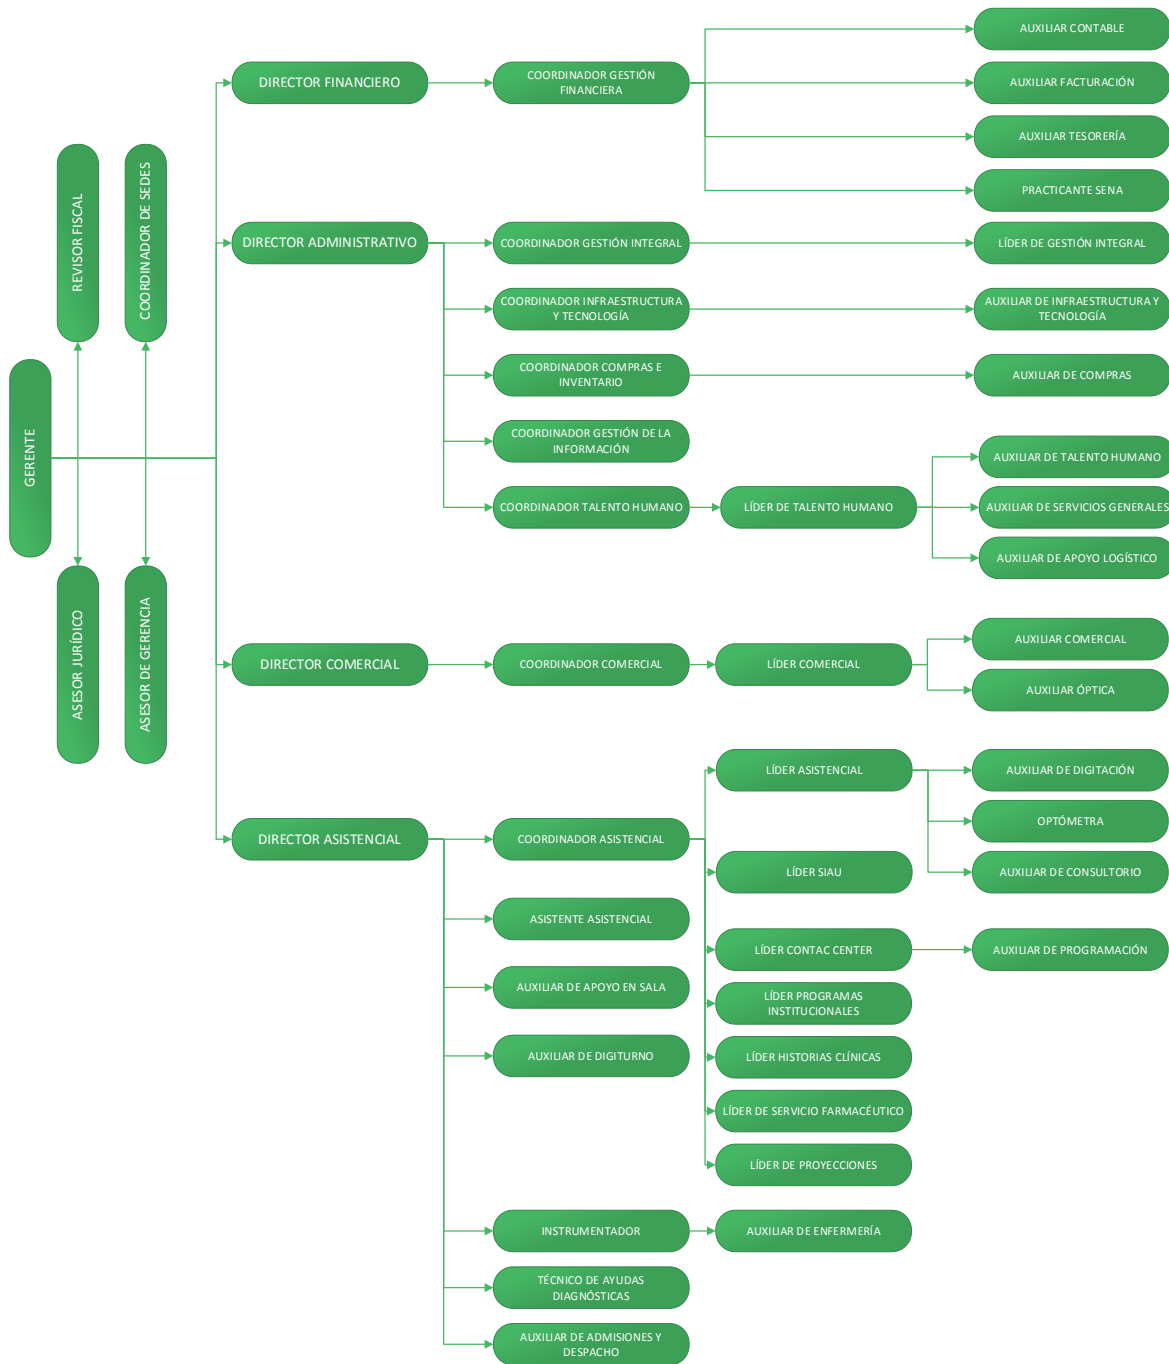 GERENTE
REVISOR FISCAL
COORDINADOR DE SEDES
ASESOR JURÍDICO
ASESOR DE GERENCIA
DIRECTOR FINANCIERO
COORDINADOR GESTIÓN
FINANCIERA
AUXILIAR CONTABLE
AUXILIAR FACTURACIÓN
AUXILIAR TESORERÍA
PRACTICANTE SENA
DIRECTOR ADMINISTRATIVO
COORDINADOR GESTIÓN INTEGRAL
LÍDER DE GESTIÓN INTEGRAL
COORDINADOR INFRAESTRUCTURA
Y TECNOLOGÍA
AUXILIAR DE INFRAESTRUCTURA Y
TECNOLOGÍA
COORDINADOR COMPRAS E
INVENTARIO
AUXILIAR DE COMPRAS
COORDINADOR GESTIÓN DE LA
INFORMACIÓN
COORDINADOR TALENTO HUMANO
LÍDER DE TALENTO HUMANO
AUXILIAR DE TALENTO HUMANO
AUXILIAR DE SERVICIOS GENERALES
AUXILIAR DE APOYO LOGÍSTICO
DIRECTOR COMERCIAL
COORDINADOR COMERCIAL
LÍDER COMERCIAL
AUXILIAR COMERCIAL
AUXILIAR ÓPTICA
DIRECTOR ASISTENCIAL
COORDINADOR ASISTENCIAL
LÍDER ASISTENCIAL
AUXILIAR DE DIGITACIÓN
OPTÓMETRA
AUXILIAR DE CONSULTORIO
LÍDER SIAU
LÍDER CONTAC CENTER
AUXILIAR DE PROGRAMACIÓN
LÍDER PROGRAMAS
INSTITUCIONALES
LÍDER HISTORIAS CLÍNICAS
LÍDER DE SERVICIO FARMACÉUTICO
LÍDER DE PROYECCIONES
ASISTENTE ASISTENCIAL
AUXILIAR DE APOYO EN SALA
AUXILIAR DE DIGITURNO
INSTRUMENTADOR
AUXILIAR DE ENFERMERÍA
TÉCNICO DE AYUDAS
DIAGNÓSTICAS
AUXILIAR DE ADMISIONES Y
DESPACHO